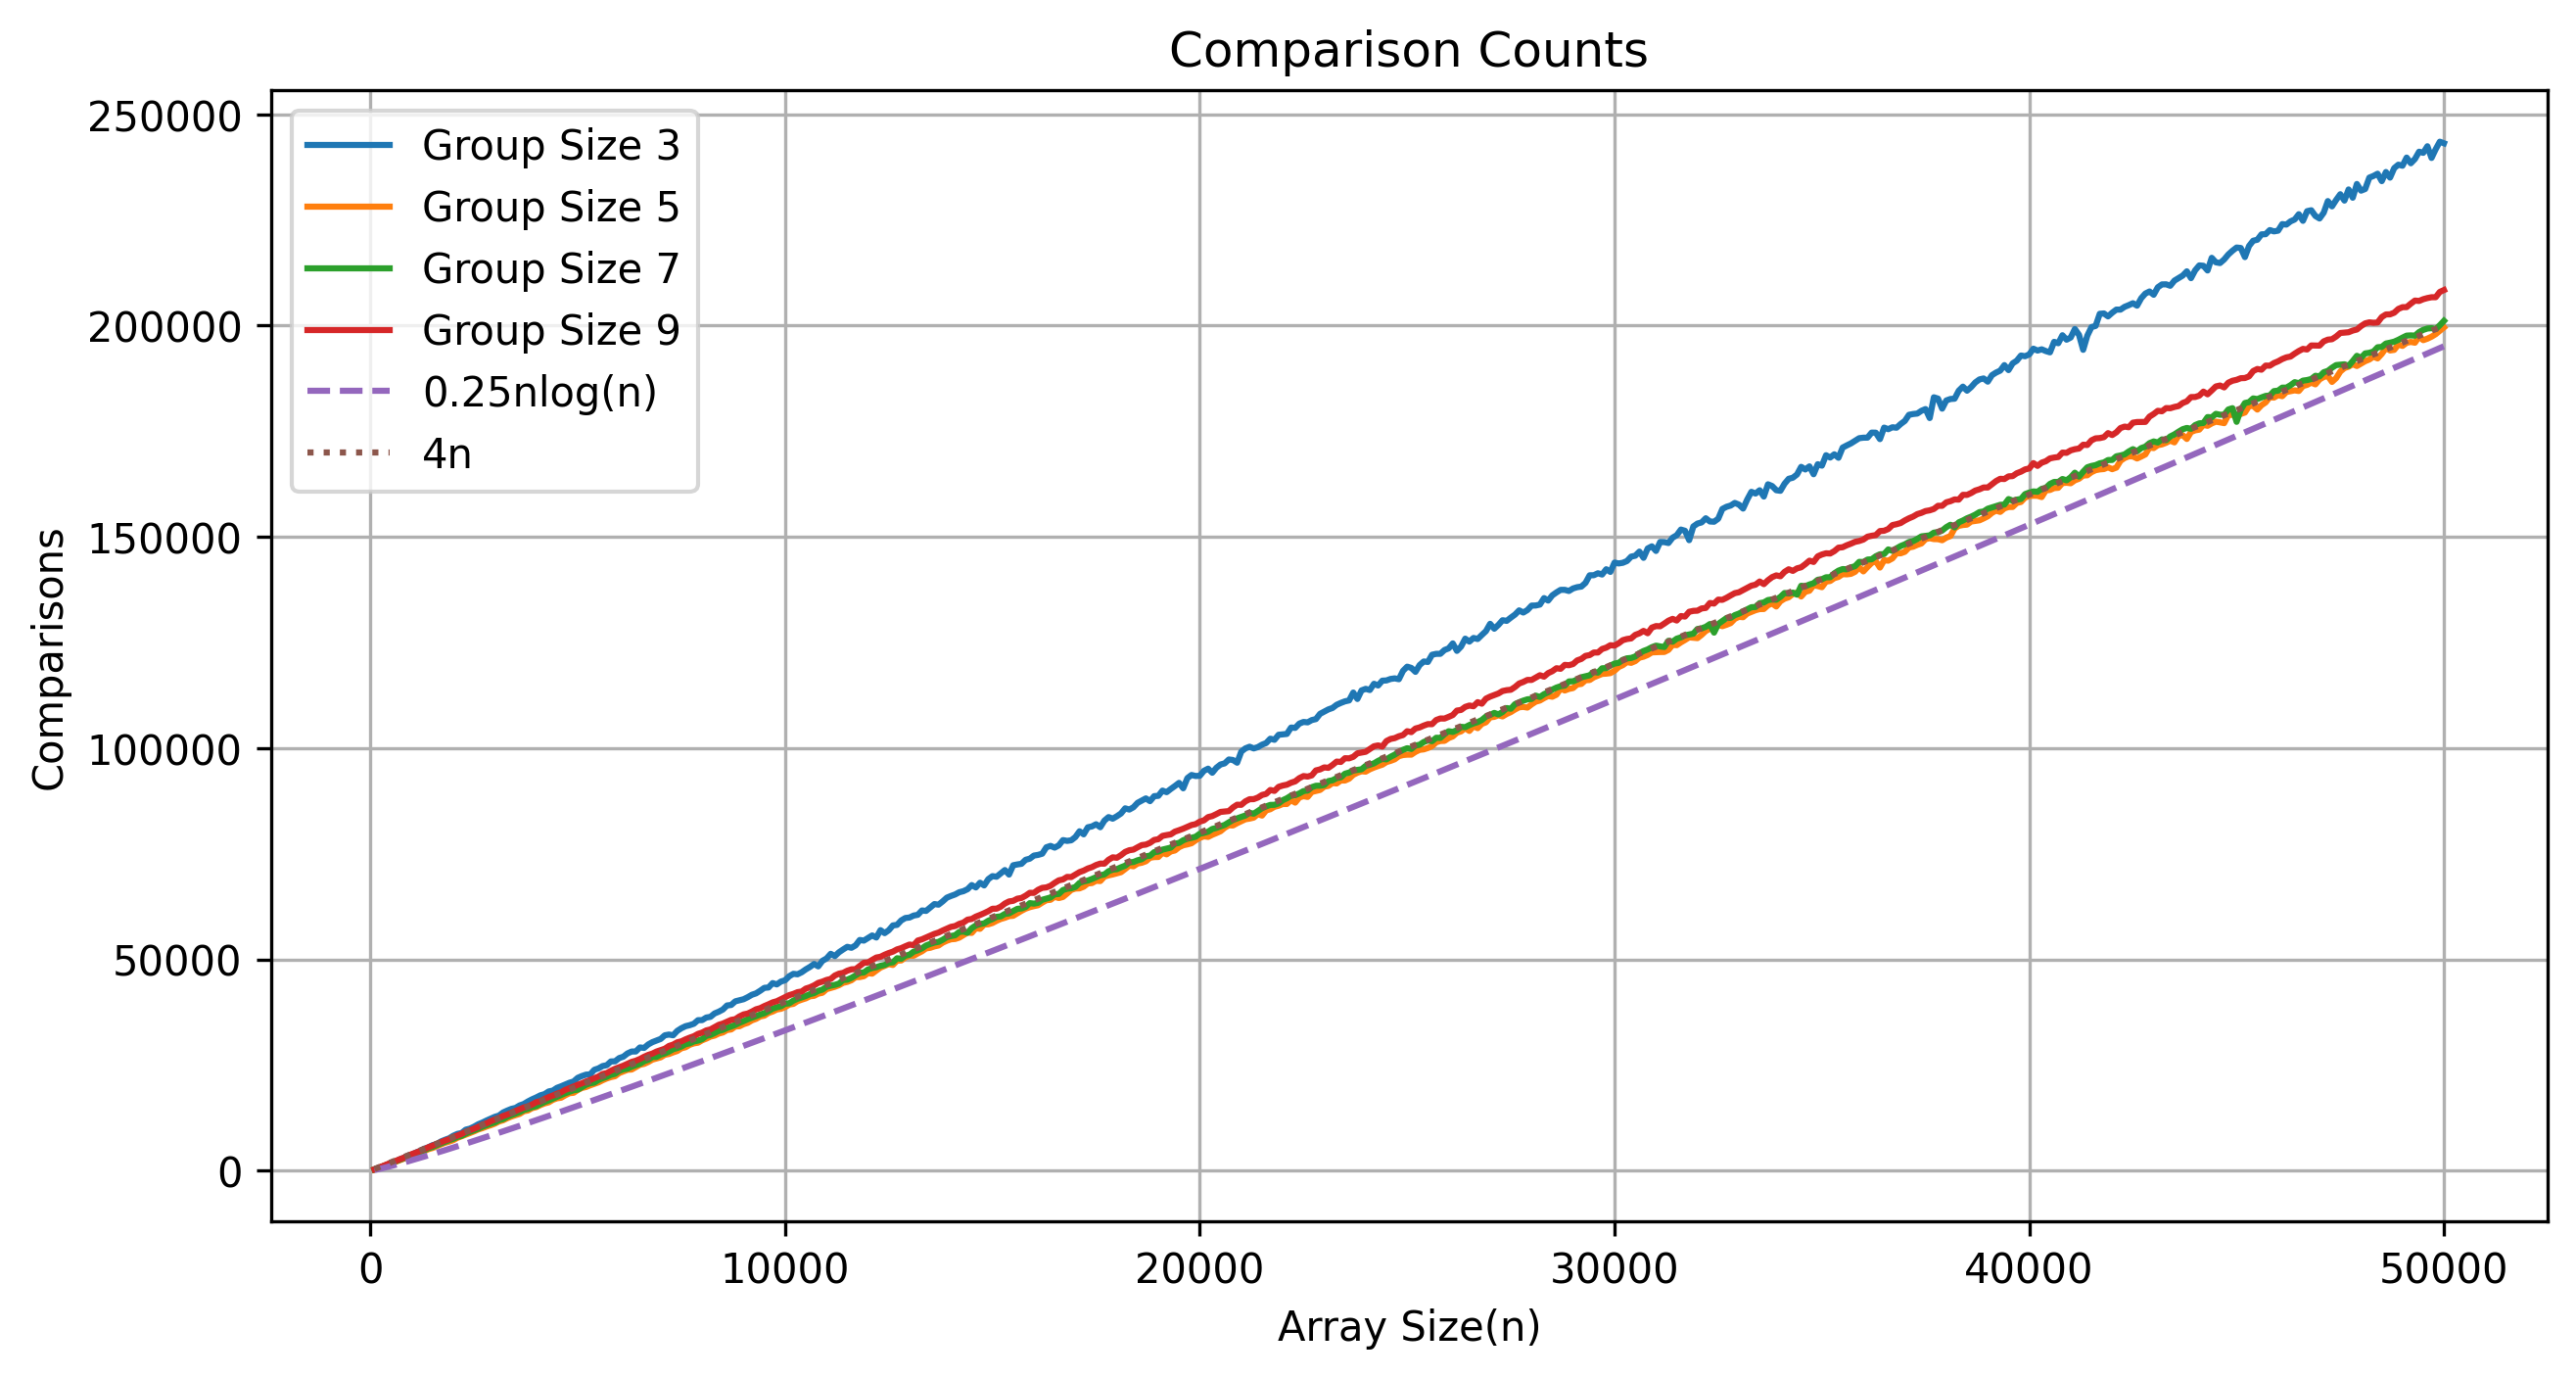 Comparison Counts
250000
200000
150000
100000
50000
0
Comparisons
Group Size 3
Group Size 5
Group Size 7
Group Size 9
0.25nlog(n)
4n
0 10000 20000 30000 40000 50000
Array Size(n)